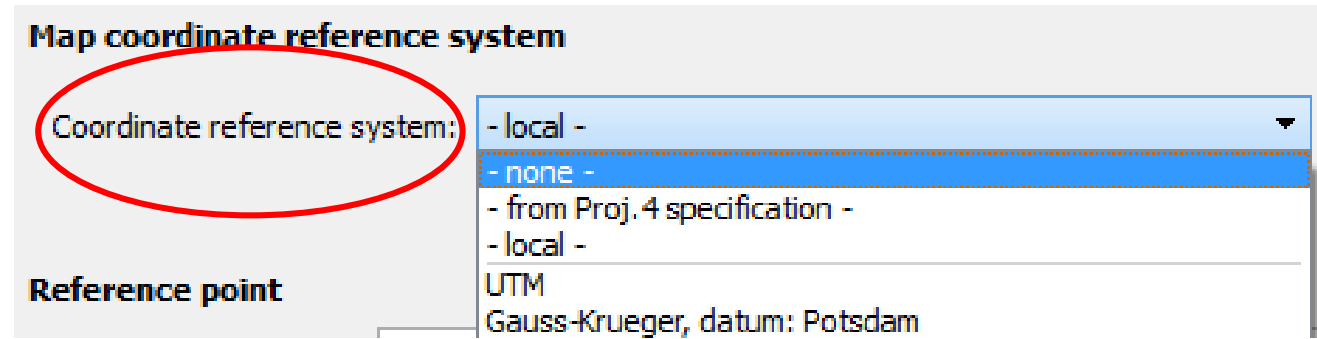 Map coordinate reference system
Coordinate reference system: - local -
- none -
- from Proj.4 specification -
- local -
UTM
Reference point
Gauss-Krueger, datum: Potsdam